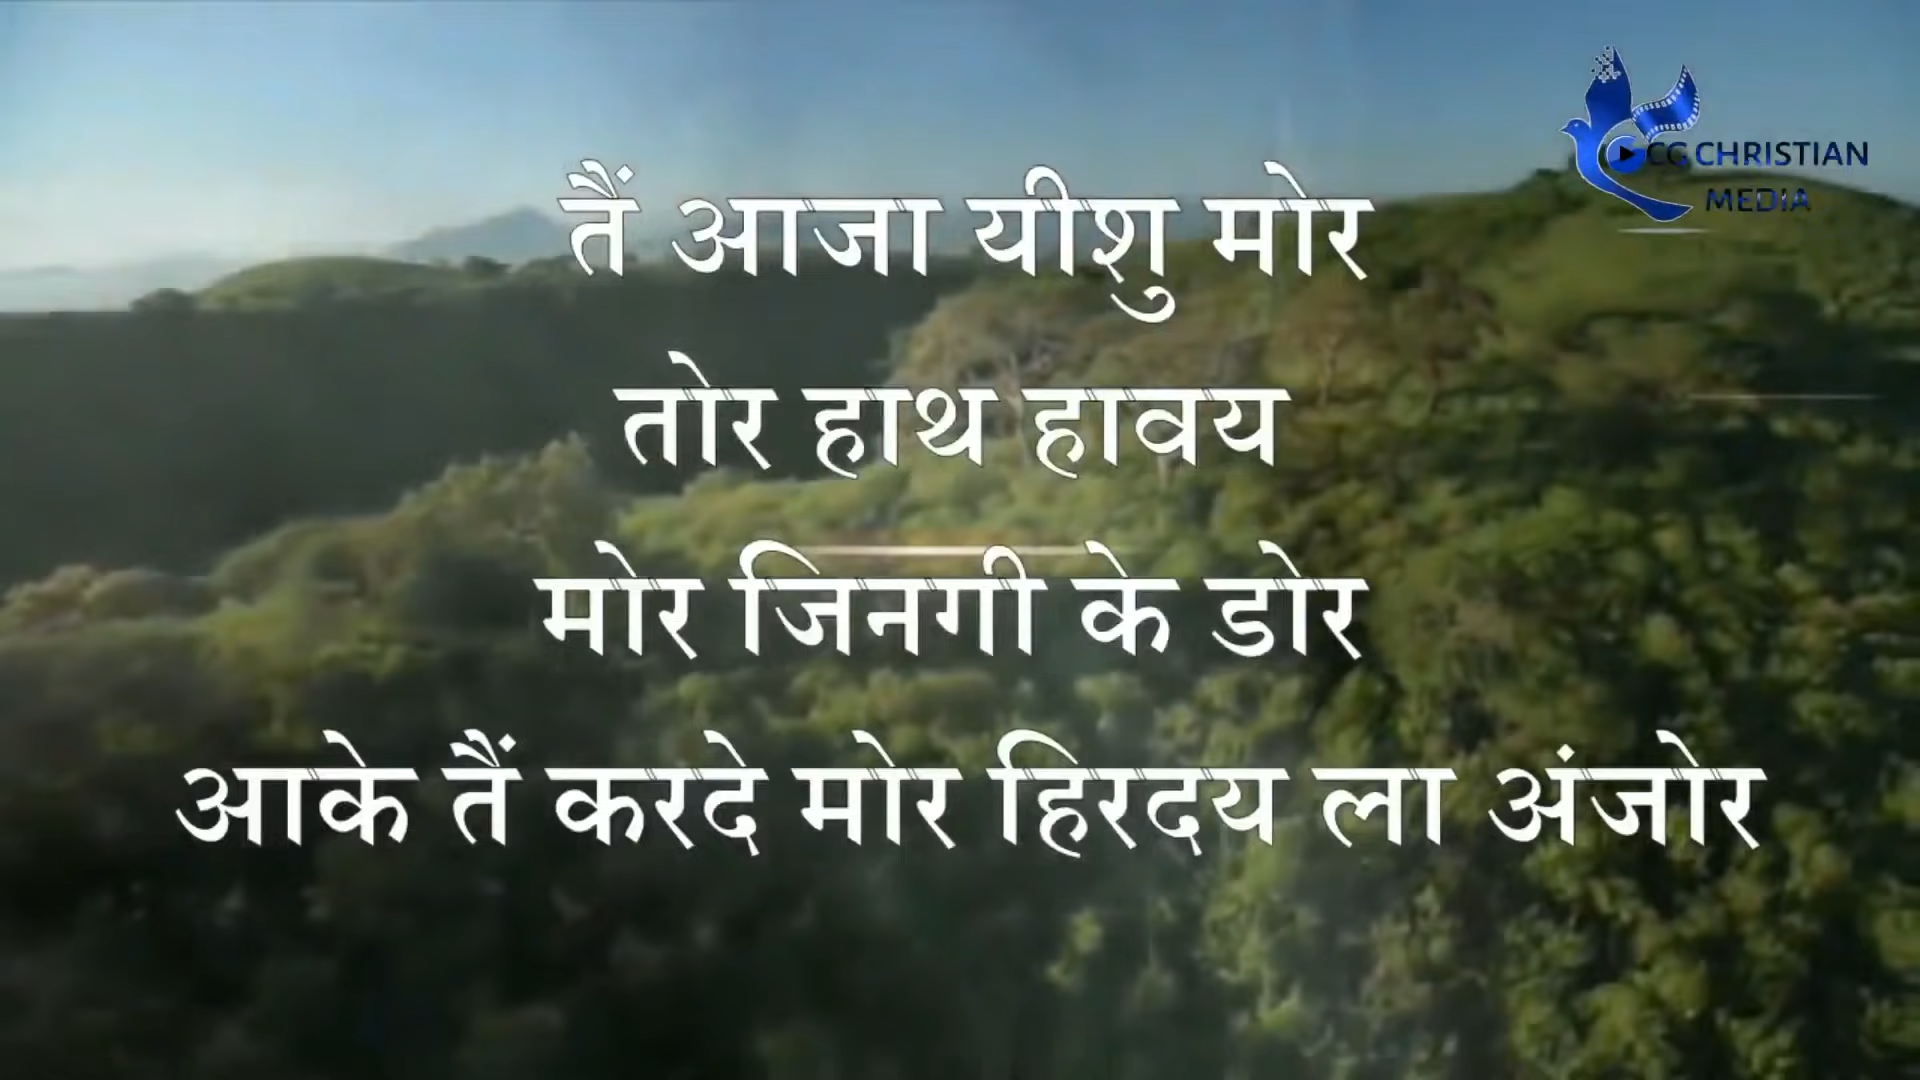 CG CHRISTIAN
MEDIA
तैं आजा यीशु मोर
तोर हाथ हावय
मोर जिनगी के डोर
आके तैं करदे मोर हिरदय ला अंजोर